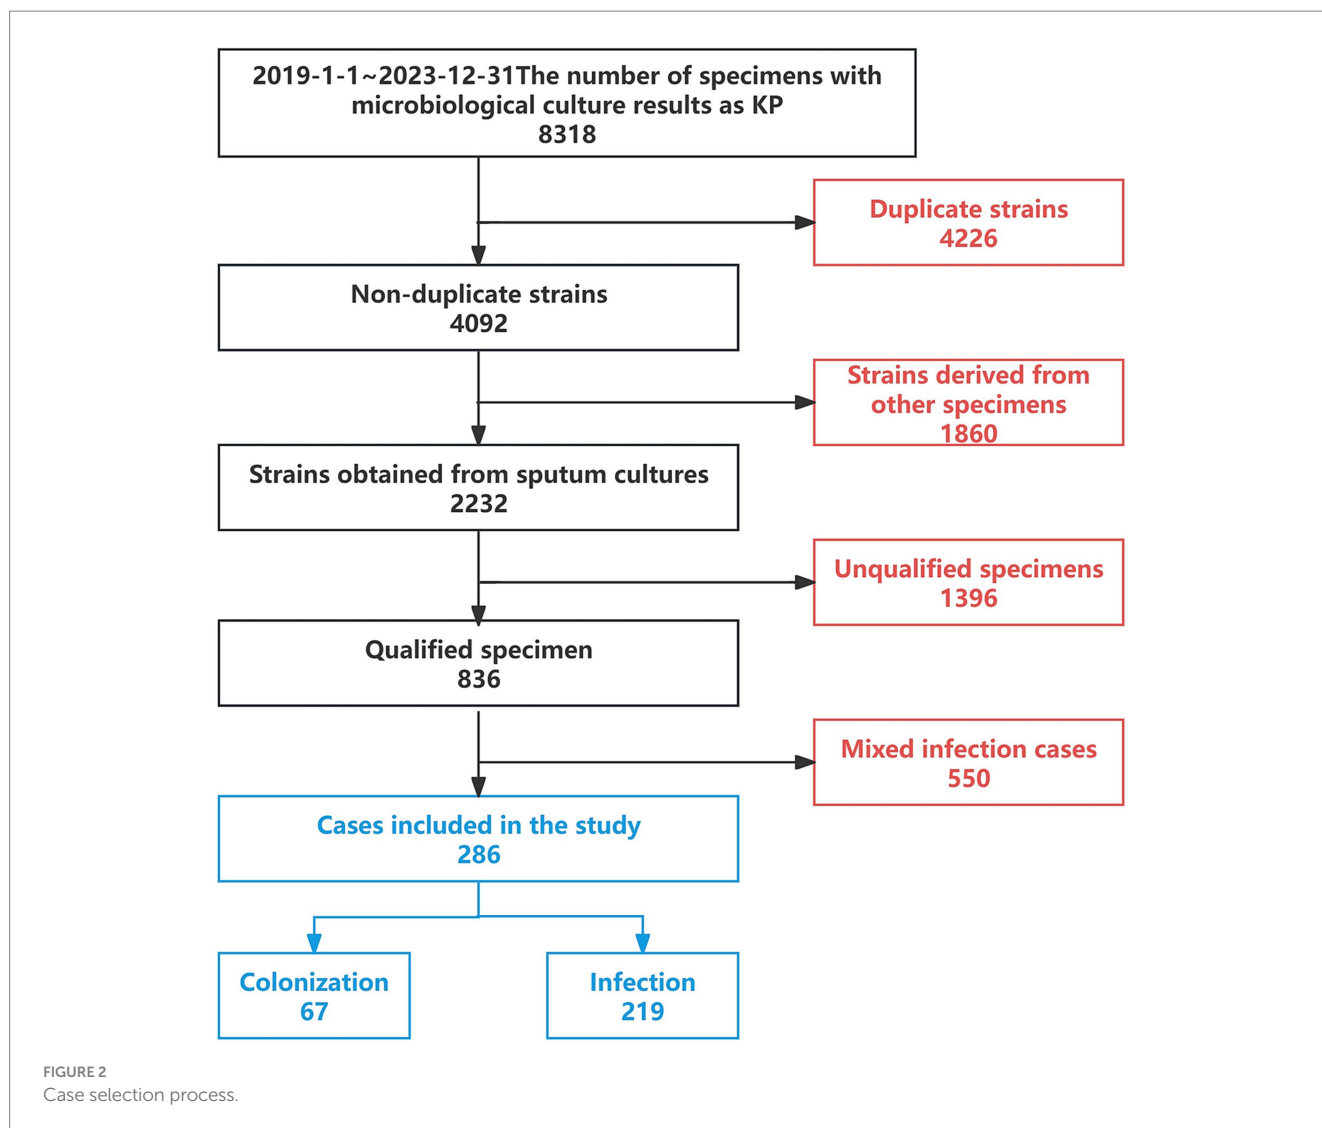 2019-1-1~2023-12-31The number of specimens with
microbiological culture results as KP
8318
Duplicate strains
4226
Non-duplicate strains
4092
Strains derived from
other specimens
1860
Strains obtained from sputum cultures
2232
Unqualified specimens
1396
Qualified specimen
836
Mixed infection cases
550
Cases included in the study
286
Colonization
67
Infection
219
FIGURE 2
Case selection process.